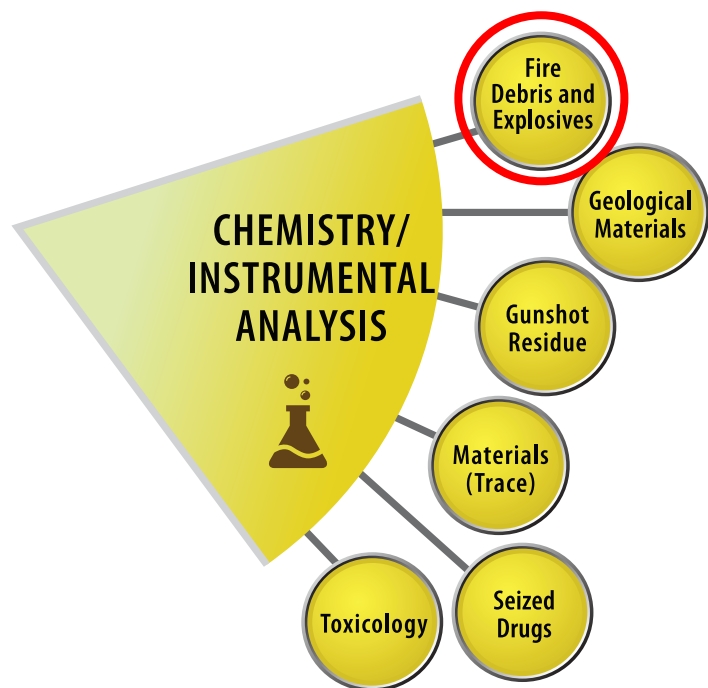 Fire
Debris and
Explosives
Geological
Materials
CHEMISTRY/
INSTRUMENTAL
ANALYSIS
Gunshot
Residue
Materials
(Trace)
Seized
Drugs
Toxicology